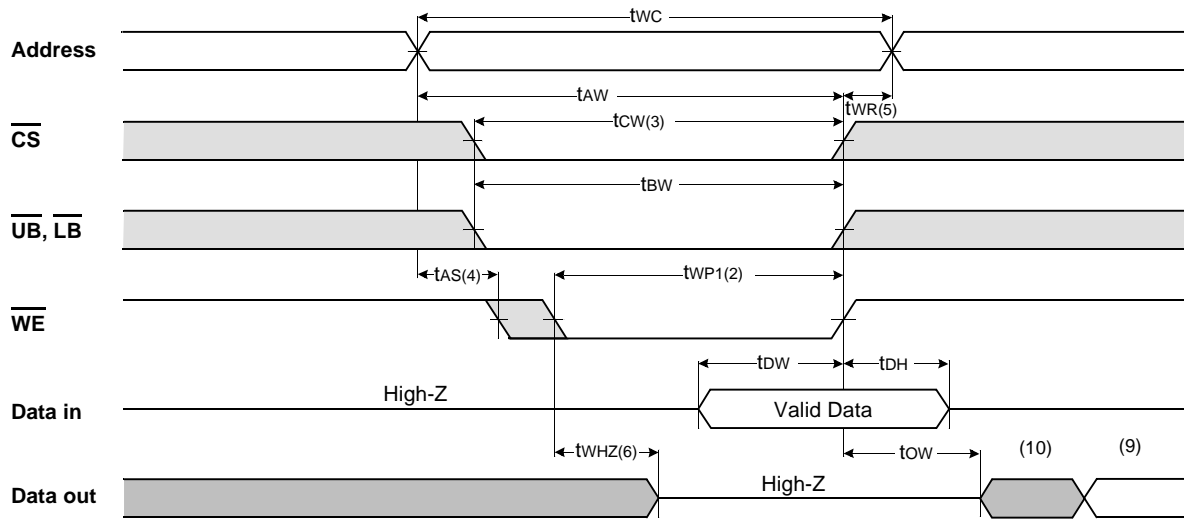 tWC
Address
tAW
tWR(5)
CS
tCW(3)
tBW
UB, LB
tAS(4)
tWP1(2)
WE
tDW
tDH
High-Z
Data in
Valid Data
tWHZ(6)
tOW
(10)
(9)
High-Z
Data out